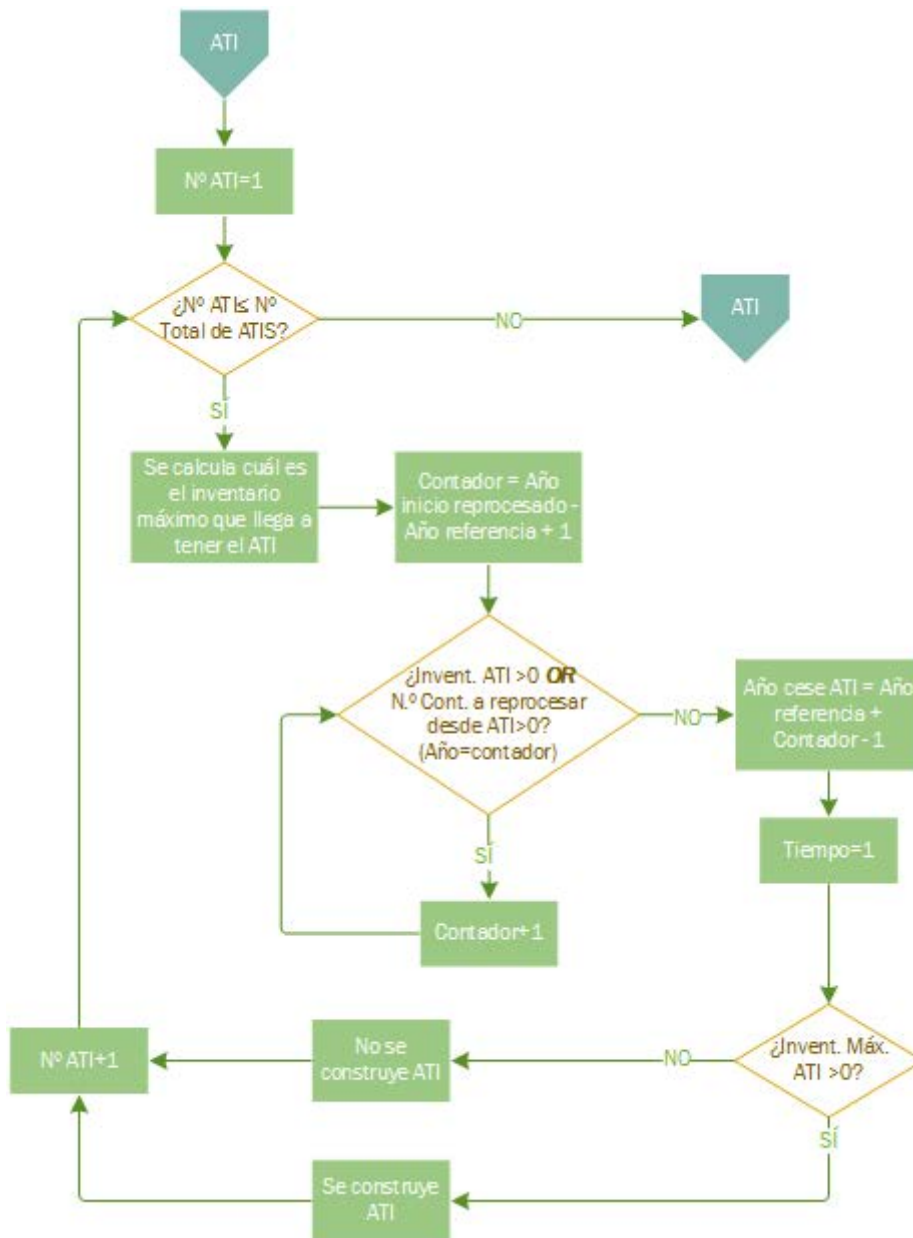 ATI
Nº ATI=1
¿Nº ATI≤ Nº
Total de ATIS?
NO
ATI
SÍ
Se calcula cuál es
el inventario
máximo que llega a
tener el ATI
Contador = Año
inicio reprocesado -
Año referencia + 1
¿Invent. ATI >0 OR
N.º Cont. a reprocesar
desde ATI>0?
(Año=contador)
NO
Año cese ATI = Año
referencia +
Contador - 1
SÍ
Tiempo=1
Contador+1
¿Invent. Máx.
ATI >0?
NO
No se
construye ATI
Nº ATI+1
SÍ
Se construye
ATI